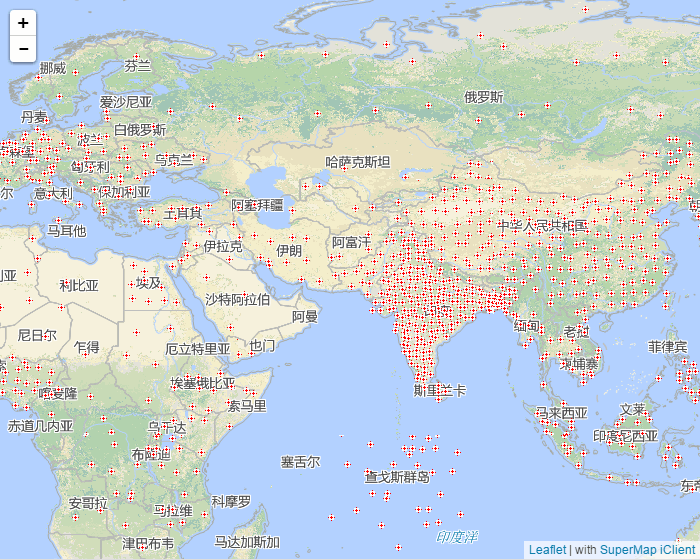 +
−
挪威
芬兰
俄罗斯
爱沙尼亚
丹麦
白俄罗斯
波兰
乌克兰
哈萨克斯坦
匈牙利
意大利
保加利亚
土耳其
阿塞拜疆
马耳他
伊拉克
伊朗
阿富汗
中华人民共和国
利比亚
埃及
沙特阿拉伯
阿曼
缅甸
老挝
尼日尔
乍得
厄立特里亚
也门
菲律宾
柬埔寨
埃塞俄比亚
喀麦隆
索马里
斯里兰卡
文莱
马来西亚
赤道几内亚
乌干达
印度尼西亚
布隆迪
塞舌尔
查戈斯群岛
安哥拉
科摩罗
马拉维
印度洋
津巴布韦
马达加斯加
Leaflet | with SuperMap iClient